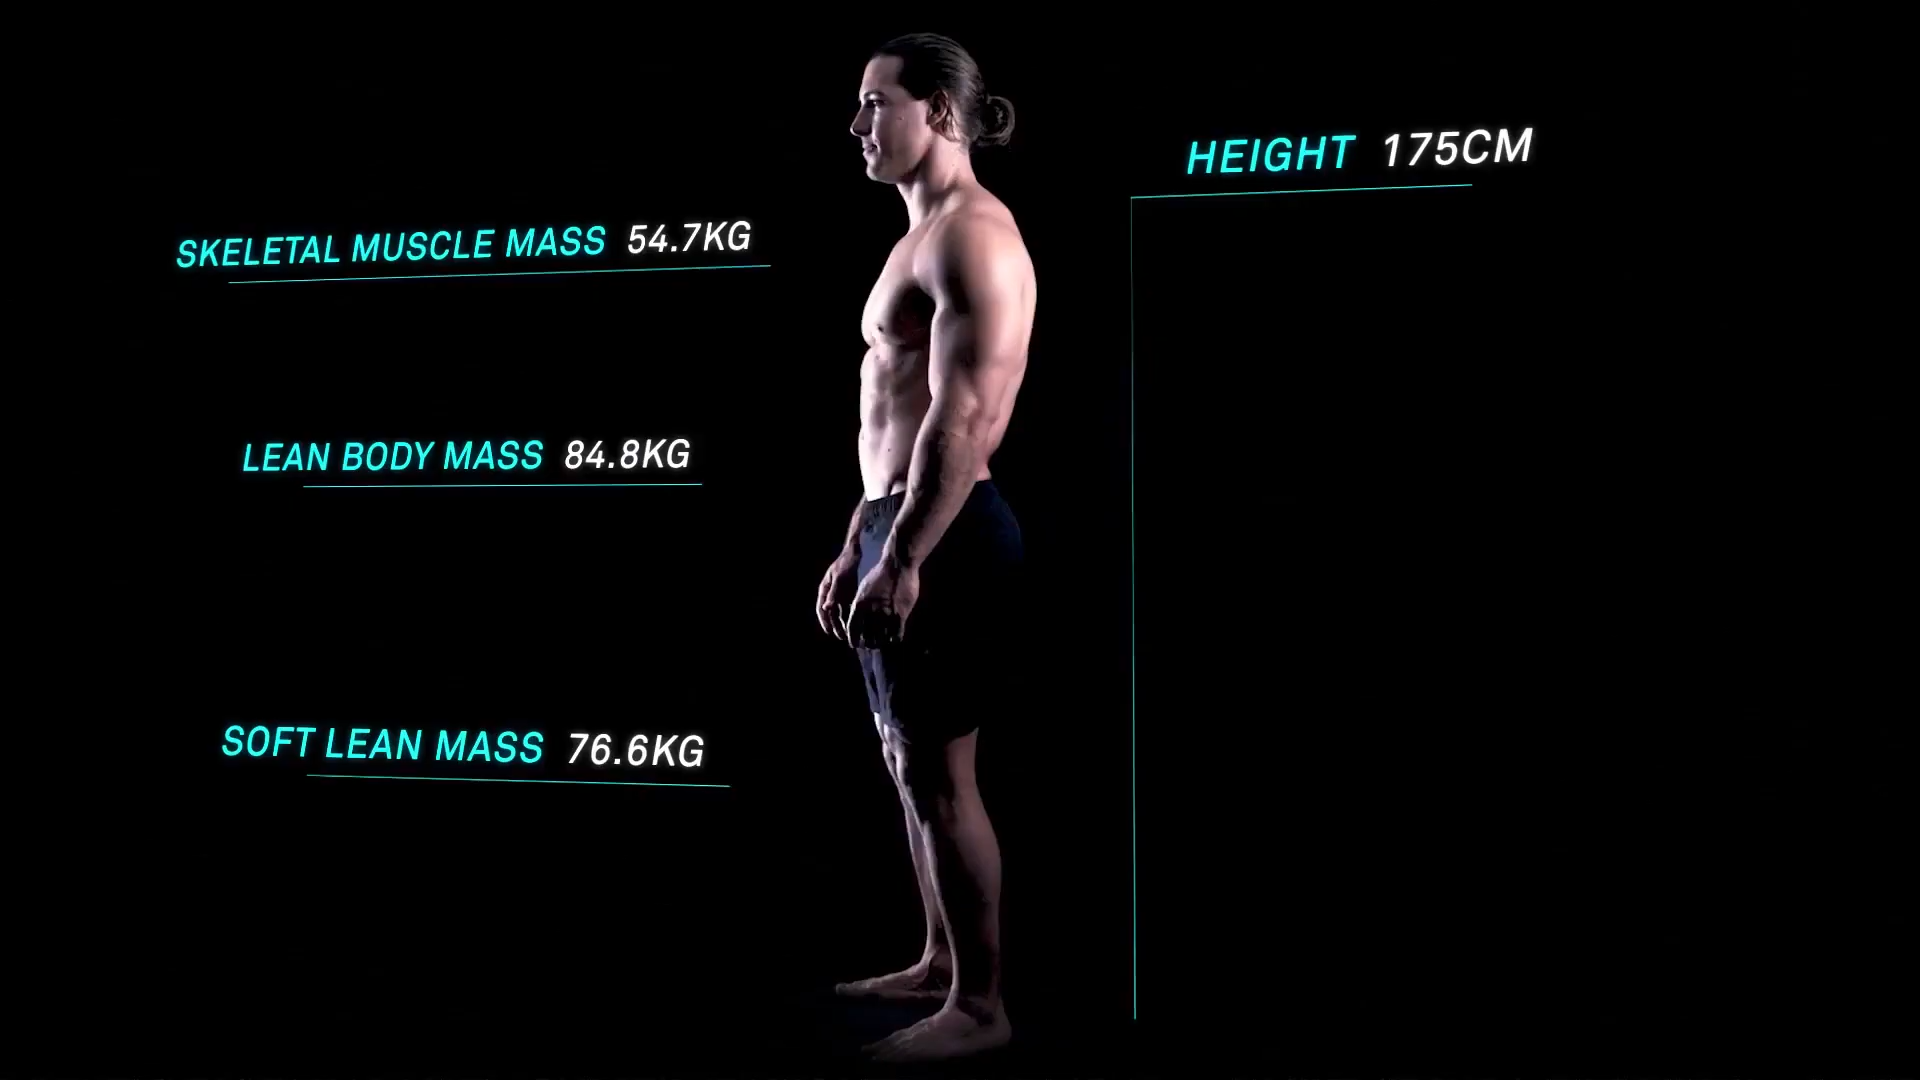 HEIGHT 175CM
SKELETAL MUSCLE MASS 54.7KG
LEAN BODY MASS 84.8KG
SOFT LEAN MASS 76.6KG